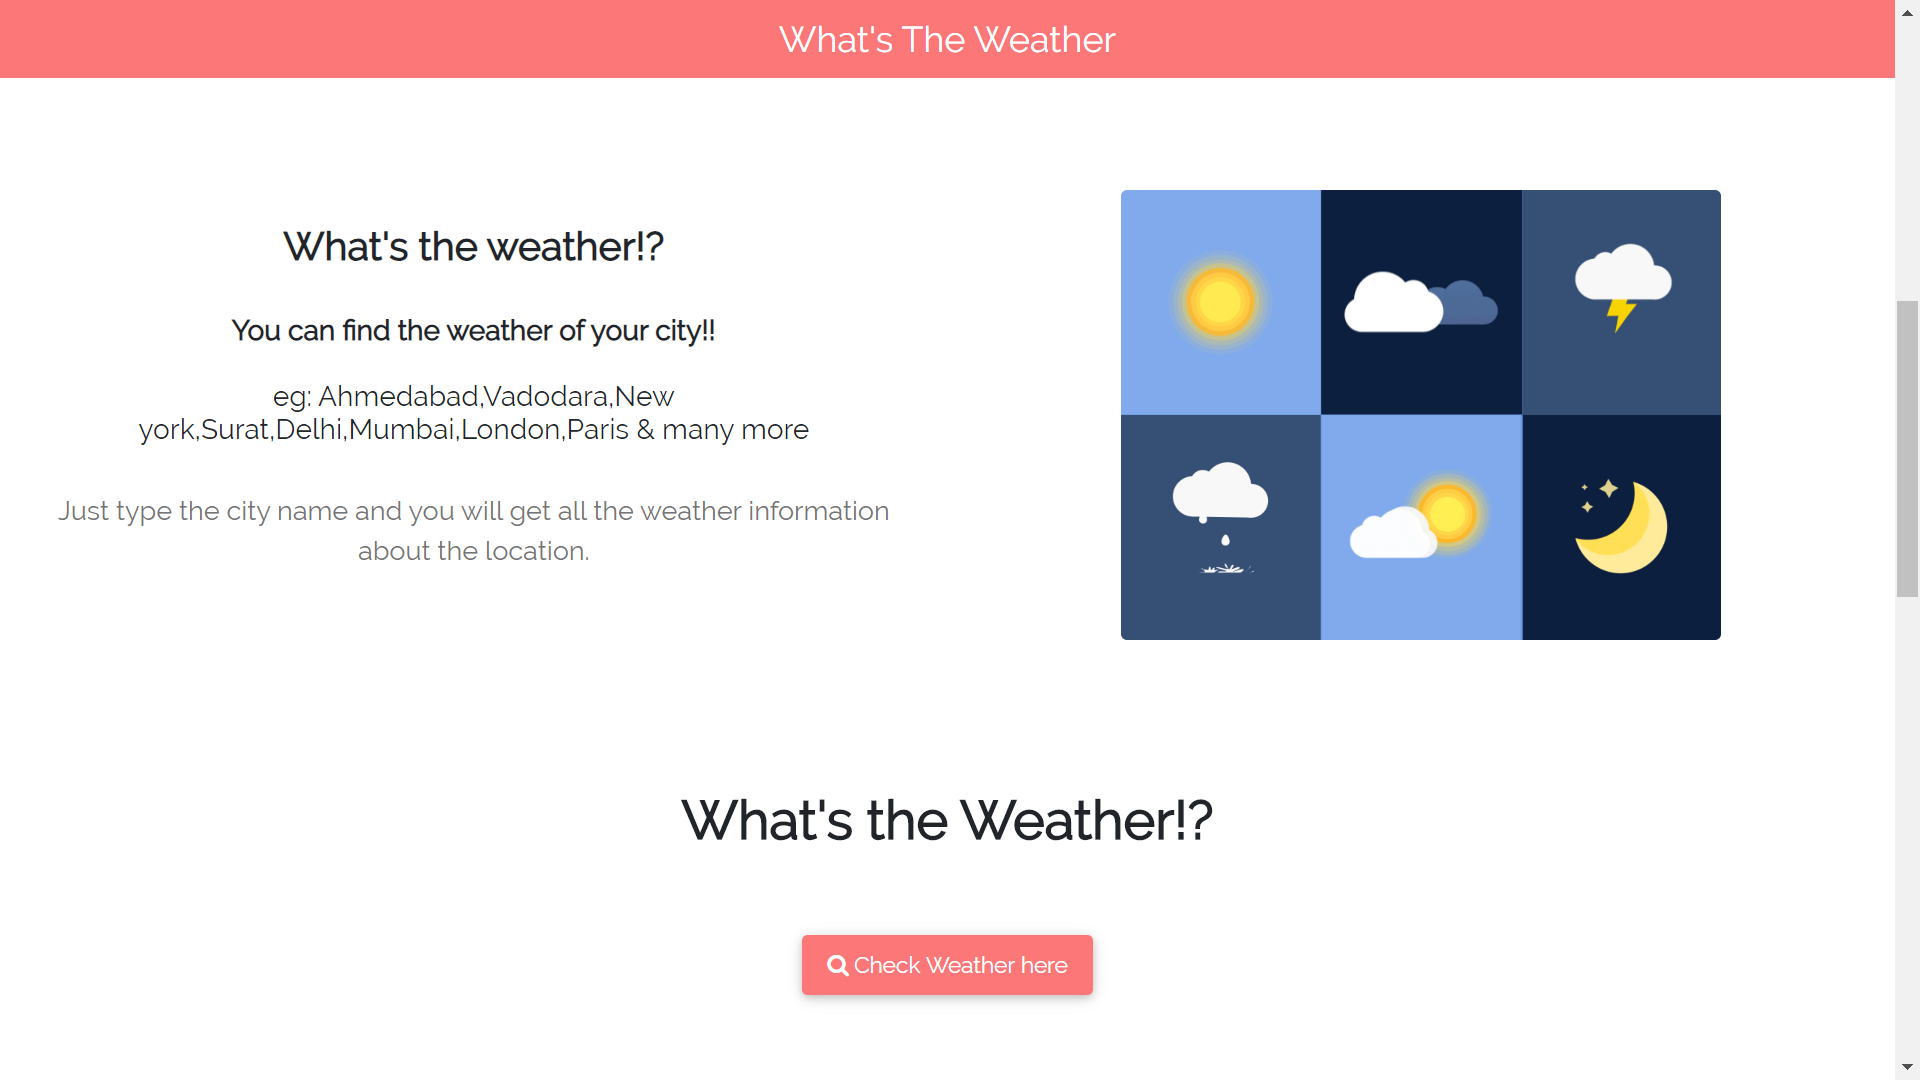 What's The Weather
What's the weather!?
You can find the weather of your city!!
eg: Ahmedabad,Vadodara,New
york,Surat,Delhi,Mumbai,London,Paris & many more
Just type the city name and you will get all the weather information
about the location.
What's the Weather!?
Check Weather here